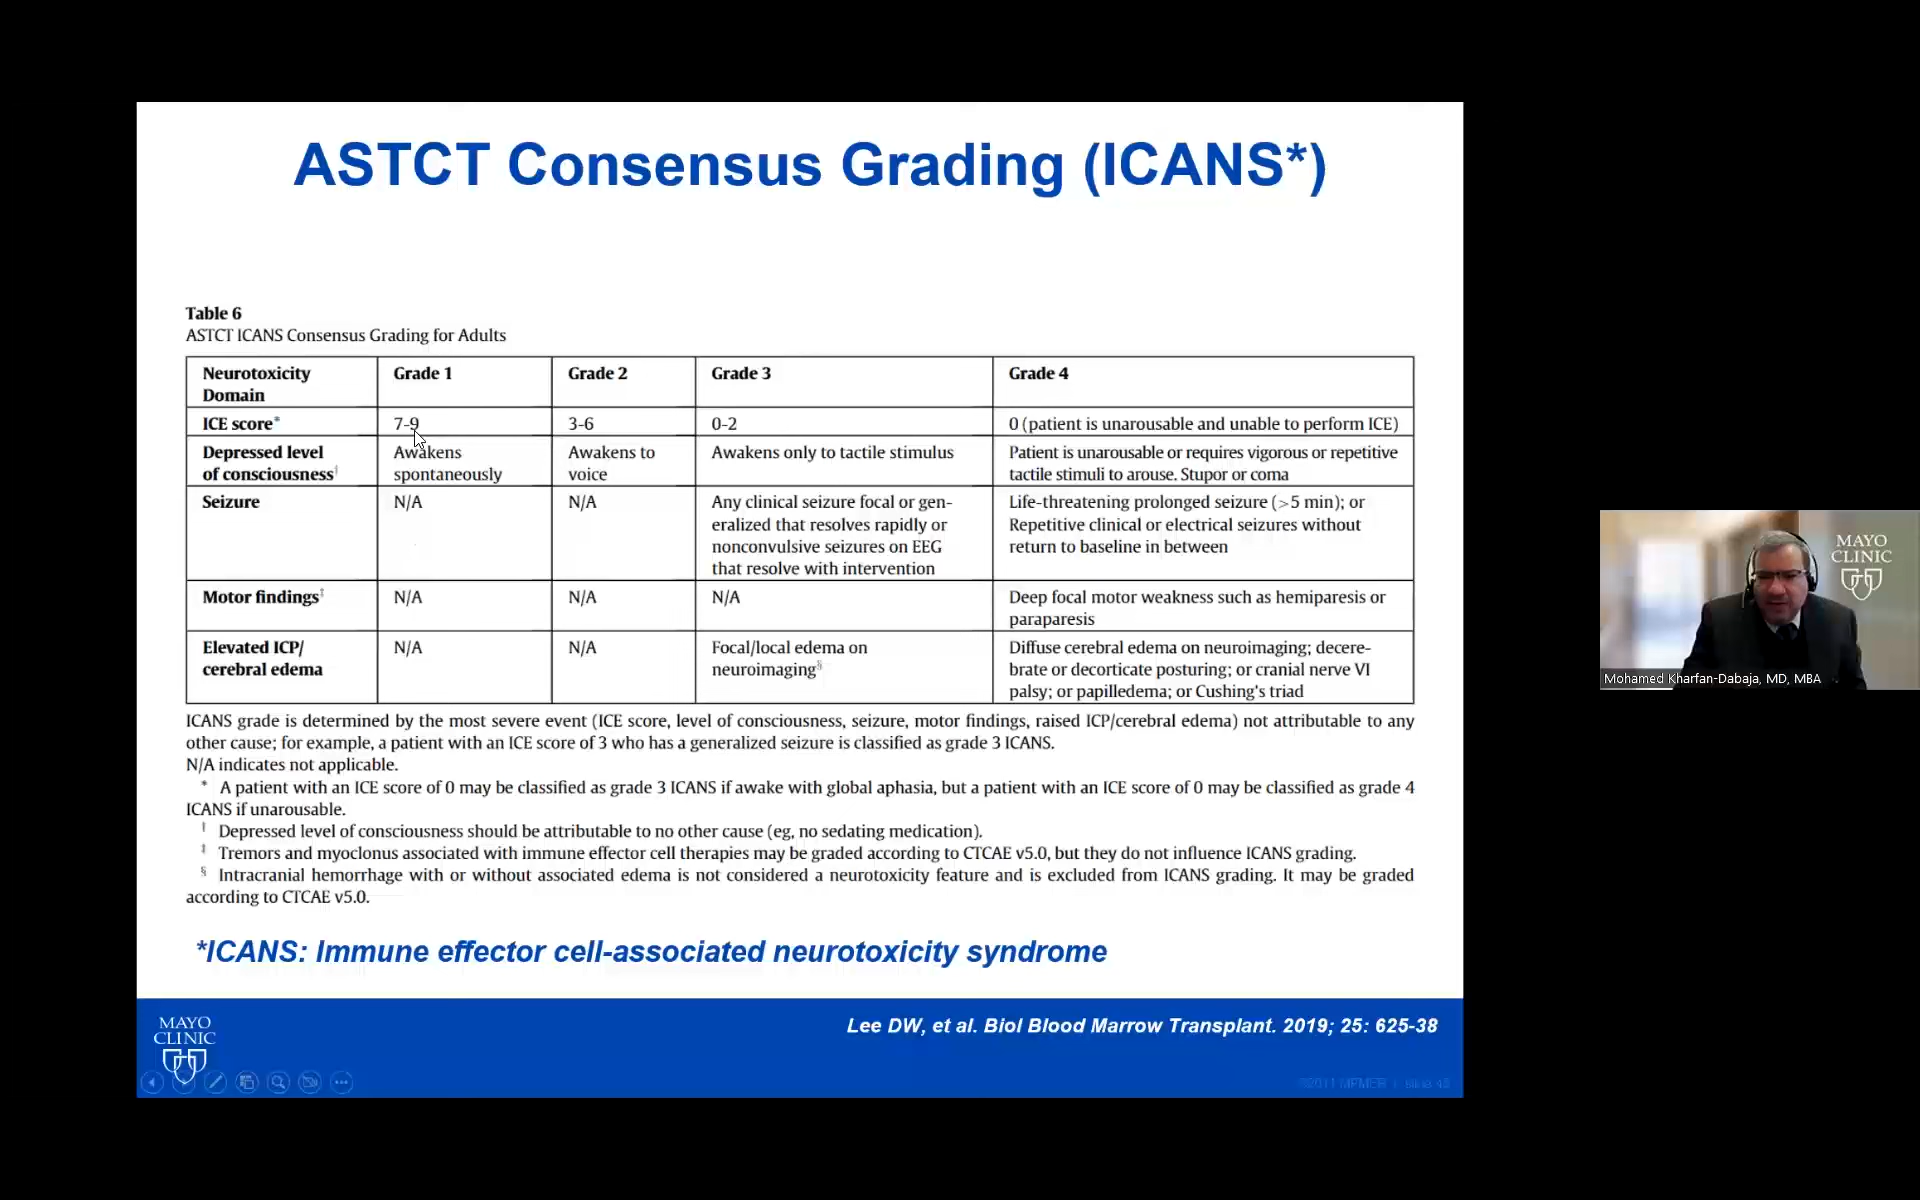 ASTCT Consensus Grading (ICANS*)
Table 6
ASTCT ICANS Consensus Grading for Adults
Neurotoxicity Domain
Grade 1
Grade 2
Grade 3
Grade 4
ICE score*
7-9
3-6
0-2
0 (patient is unarousable and unable to perform ICE)
Depressed level
of consciousness†
Awakens
spontaneously
Awakens to
voice
Awakens only to tactile stimulus
Patient is unarousable or requires vigorous or repetitive
tactile stimuli to arouse. Stupor or coma
Seizure
N/A
N/A
Any clinical seizure focal or gen-
eralized that resolves rapidly or
nonconvulsive seizures on EEG
that resolve with intervention
Life-threatening prolonged seizure (>5 min); or
Repetitive clinical or electrical seizures without
return to baseline in between
Motor findings‡
N/A
N/A
N/A
Deep focal motor weakness such as hemiparesis or
paraparesis
Elevated ICP/
cerebral edema
N/A
N/A
Focal/local edema on
neuroimaging§
Diffuse cerebral edema on neuroimaging; decere-
brate or decorticate posturing; or cranial nerve VI
palsy; or papilledema; or Cushing's triad
ICANS grade is determined by the most severe event (ICE score, level of consciousness, seizure, motor findings, raised ICP/cerebral edema) not attributable to any
other cause; for example, a patient with an ICE score of 3 who has a generalized seizure is classified as grade 3 ICANS.
N/A indicates not applicable.
* A patient with an ICE score of 0 may be classified as grade 3 ICANS if awake with global aphasia, but a patient with an ICE score of 0 may be classified as grade 4
ICANS if unarousable.
† Depressed level of consciousness should be attributable to no other cause (eg, no sedating medication).
‡ Tremors and myoclonus associated with immune effector cell therapies may be graded according to CTCAE v5.0, but they do not influence ICANS grading.
§ Intracranial hemorrhage with or without associated edema is not considered a neurotoxicity feature and is excluded from ICANS grading. It may be graded
according to CTCAE v5.0.
*ICANS: Immune effector cell-associated neurotoxicity syndrome
MAYO
CLINIC
Lee DW, et al. Biol Blood Marrow Transplant. 2019; 25: 625-38
©2011 MFMER | slide-
MAYO
CLINIC
Mohamed Kharfan-Dabaja, MD, MBA